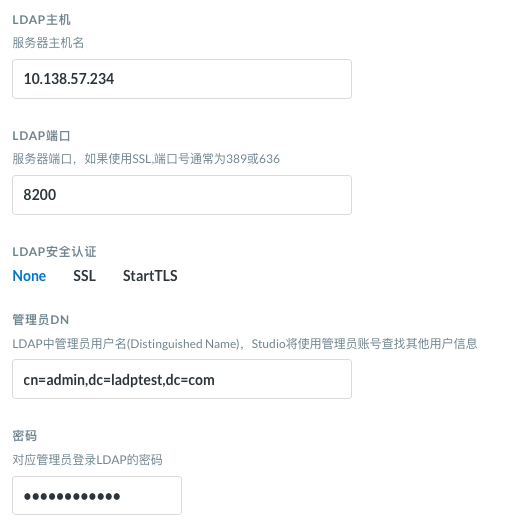 LDAP主机
服务器主机名
10.138.57.234
LDAP端口
服务器端口，如果使用SSL,端口号通常为389或636
8200
LDAP安全认证
None SSL StartTLS
管理员DN
LDAP中管理员用户名(Distinguished Name)，Studio将使用管理员账号查找其他用户信息
cn=admin,dc=ladptest,dc=com
密码
对应管理员登录LDAP的密码
●●●●●●●●●●●●